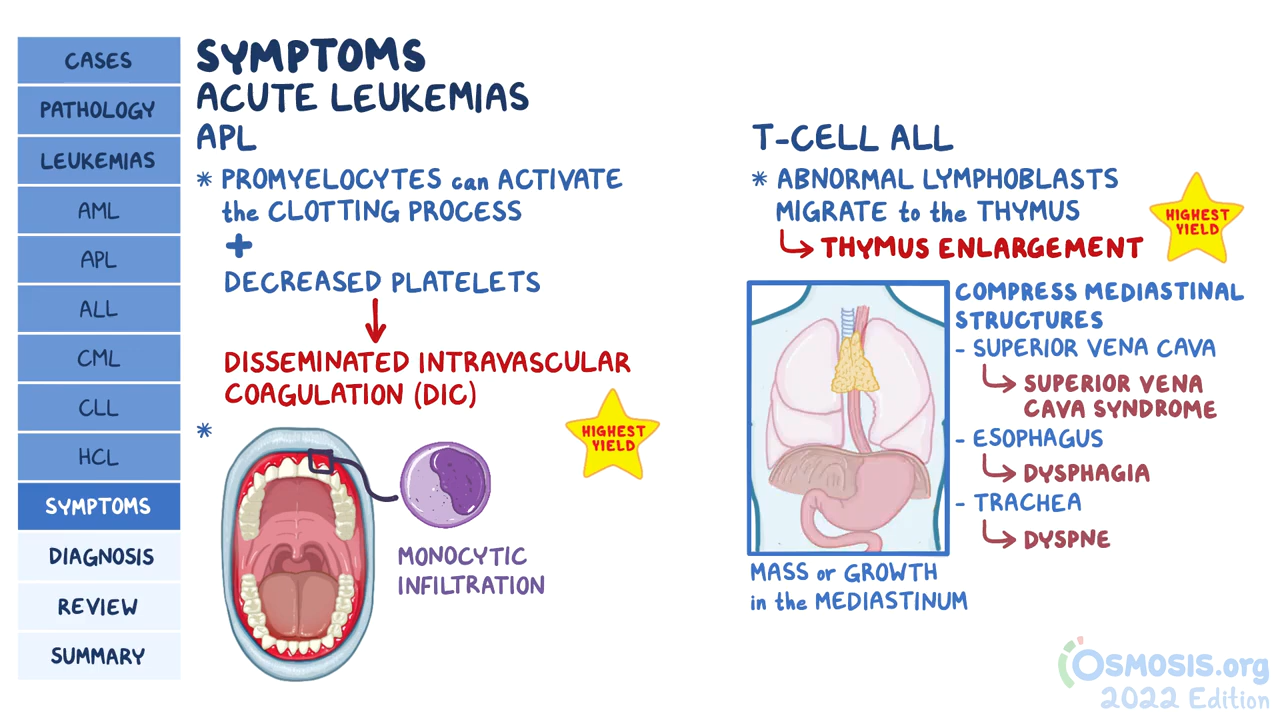 CASES
PATHOLOGY
LEUKEMIAS
AML
APL
ALL
CML
CLL
HCL
SYMPTOMS
DIAGNOSIS
REVIEW
SUMMARY
SYMPTOMS
ACUTE LEUKEMIAS
APL
* PROMYELOCYTES can ACTIVATE
the CLOTTING PROCESS
+
DECREASED PLATELETS
DISSEMINATED INTRAVASCULAR
COAGULATION (DIC)
*
HIGHEST
YIELD
MONOCYTIC
INFILTRATION
T-CELL ALL
* ABNORMAL LYMPHOBLASTS
MIGRATE to the THYMUS
THYMUS ENLARGEMENT
HIGHEST
YIELD
COMPRESS MEDIASTINAL
STRUCTURES
- SUPERIOR VENA CAVA
SUPERIOR VENA
CAVA SYNDROME
- ESOPHAGUS
DYSPHAGIA
- TRACHEA
DYSPNE
MASS or GROWTH
in the MEDIASTINUM
OSMOSIS.org
2022 Edition